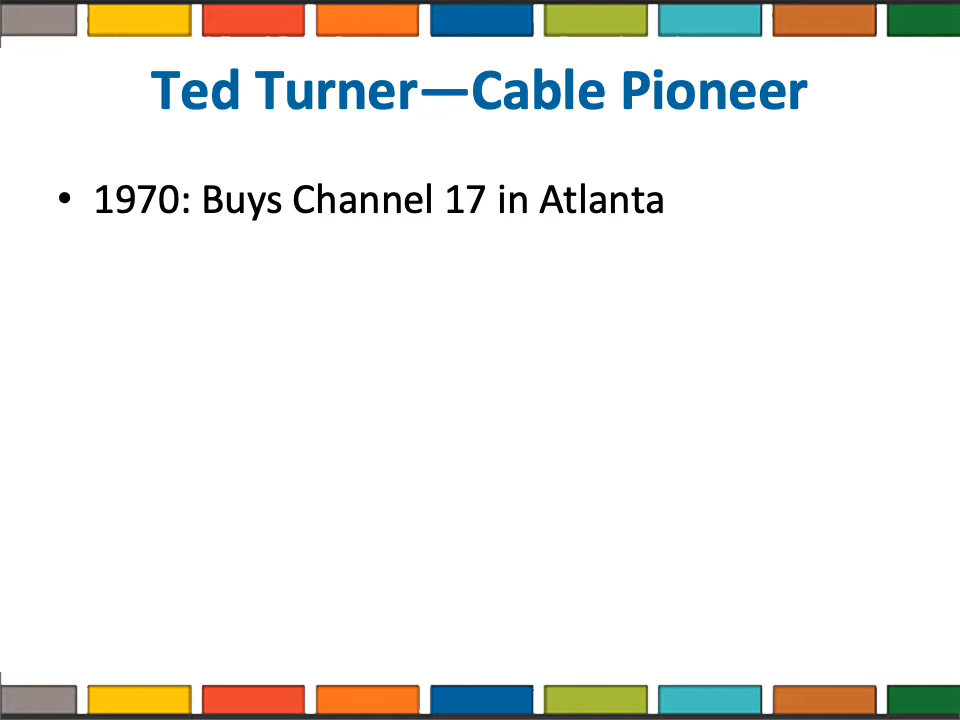 Ted Turner—Cable Pioneer
• 1970: Buys Channel 17 in Atlanta